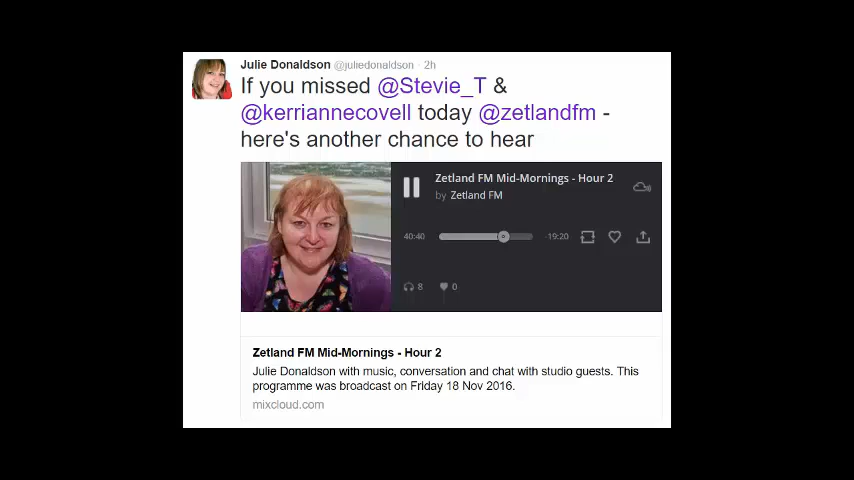 Julie Donaldson @juliedonaldson · 2h
If you missed @Stevie_T &
@kerriannecovell today @zetlandfm -
here's another chance to hear
Zetland FM Mid-Mornings - Hour 2
by Zetland FM
40:40 -19:20
8 0
Zetland FM Mid-Mornings - Hour 2
Julie Donaldson with music, conversation and chat with studio guests. This
programme was broadcast on Friday 18 Nov 2016.
mixcloud.com